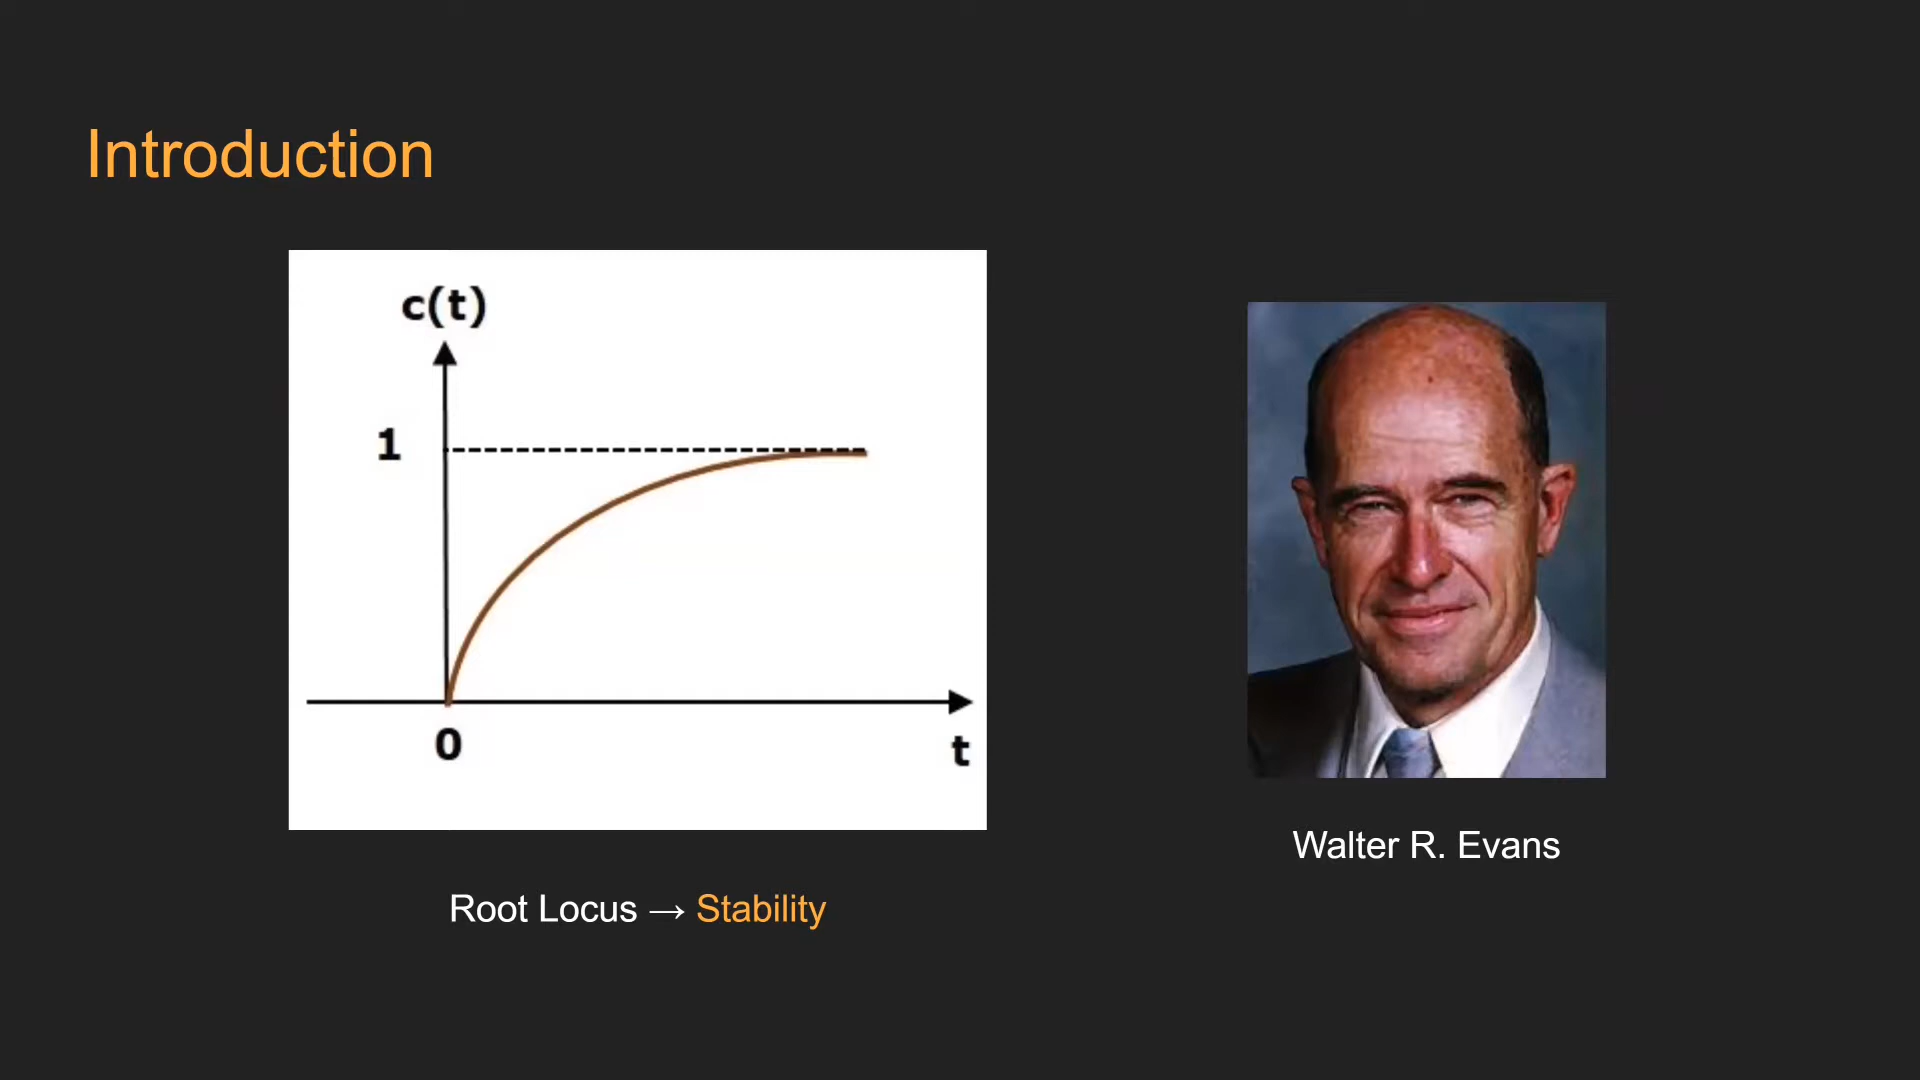 Introduction
c(t)
1
0
t
Root Locus → Stability
Walter R. Evans